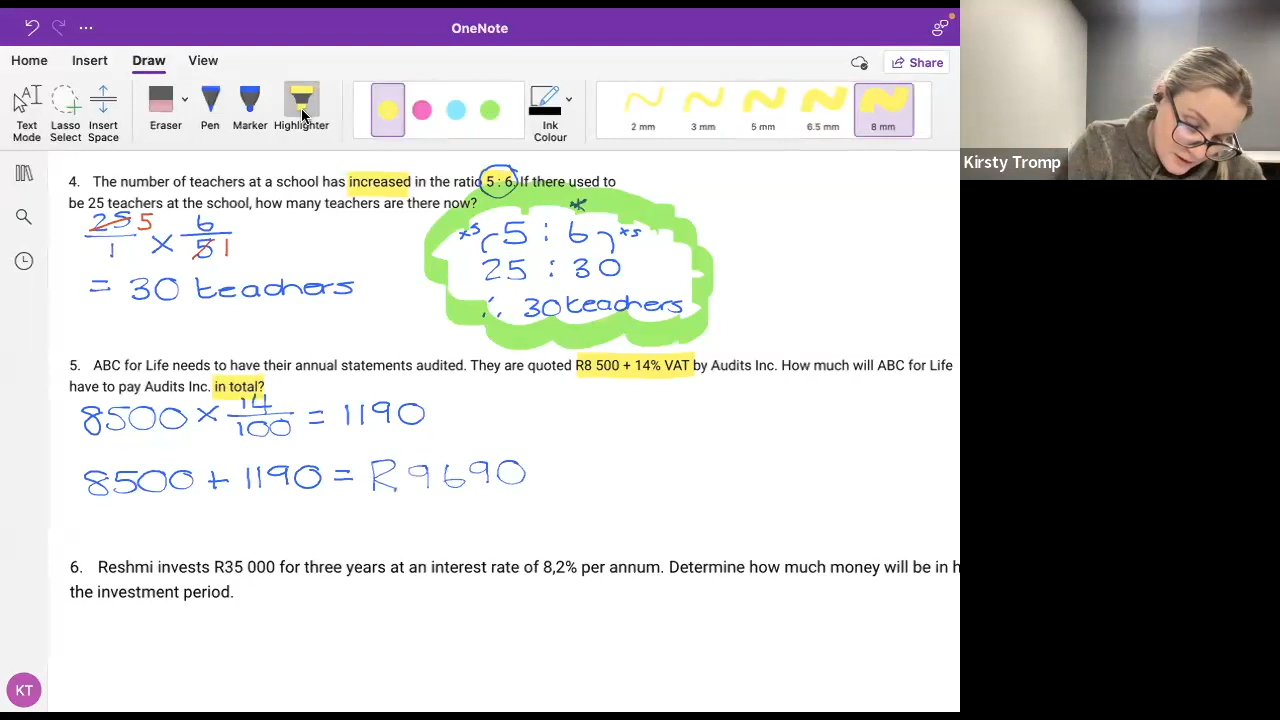 OneNote
Home Insert Draw View
Share
Text Mode
Lasso Select
Insert Space
Eraser
Pen
Marker
Highlighter
Ink Colour
2 mm
3 mm
5 mm
6.5 mm
8 mm
Kirsty Tromp
4. The number of teachers at a school has increased in the ratio 5 : 6. If there used to
be 25 teachers at the school, how many teachers are there now?
25 5 / 1 × 6 / 5 1
= 30 teachers
*
×5 5 : 6 ×5
25 : 30
∴ 30 teachers
5. ABC for Life needs to have their annual statements audited. They are quoted R8 500 + 14% VAT by Audits Inc. How much will ABC for Life
have to pay Audits Inc. in total?
8500 × 14/100 = 1190
8500 + 1190 = R9690
6. Reshmi invests R35 000 for three years at an interest rate of 8,2% per annum. Determine how much money will be in h
the investment period.
KT